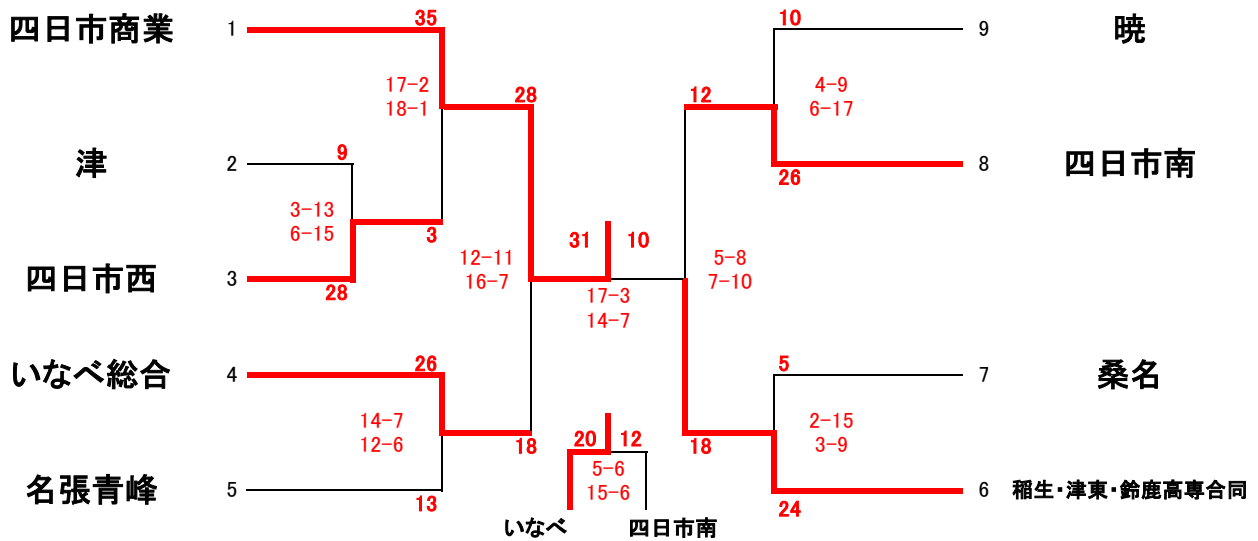 四日市商業 1 35
17-2
18-1
津 2 9
3-13
6-15
四日市西 3 28
3
28
12-11
16-7
いなべ総合 4 26
14-7
12-6
名張青峰 5 13
18
31 10
17-3
14-7
20 12
5-6
15-6
いなべ 四日市南
10 9 暁
4-9
6-17
12
26 8 四日市南
5-8
7-10
5 7 桑名
2-15
3-9
18
24 6 稲生・津東・鈴鹿高専合同